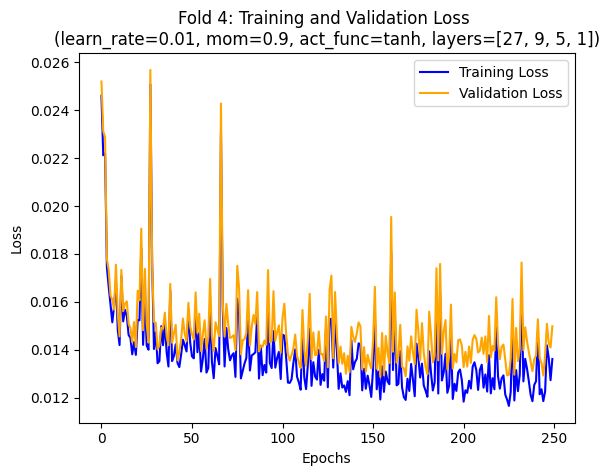 Fold 4: Training and Validation Loss
(learn_rate=0.01, mom=0.9, act_func=tanh, layers=[27, 9, 5, 1])
Training Loss
Validation Loss
0.026
0.024
0.022
0.020
0.018
0.016
0.014
0.012
Loss
0
50
100
150
200
250
Epochs